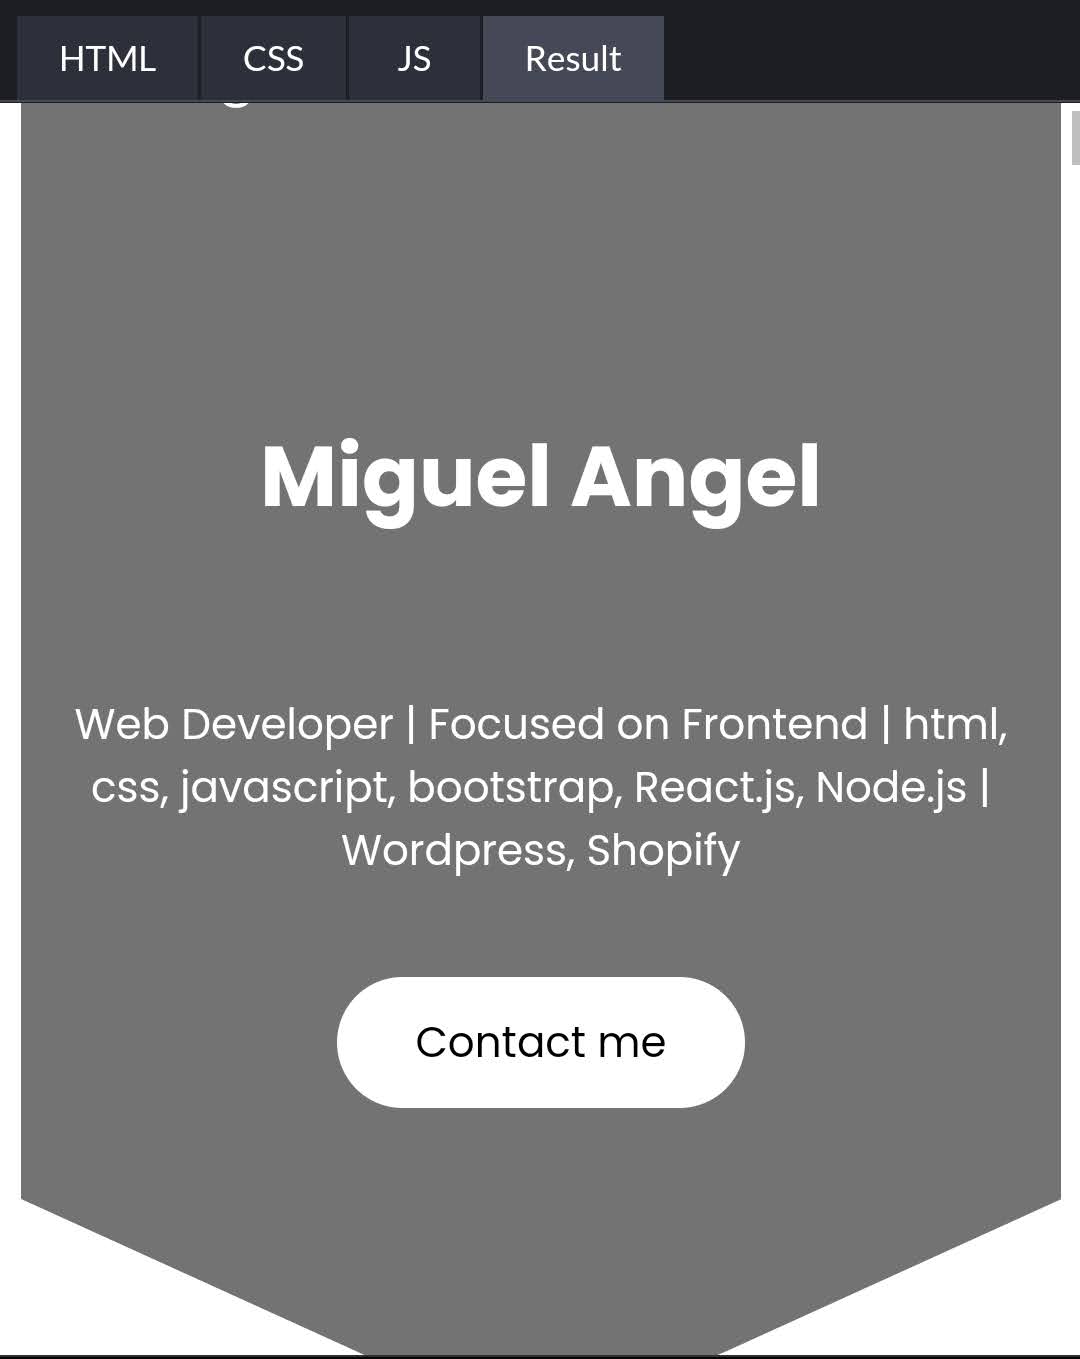 HTML CSS JS Result
Miguel Angel
Web Developer | Focused on Frontend | html,
css, javascript, bootstrap, React.js, Node.js |
Wordpress, Shopify
Contact me